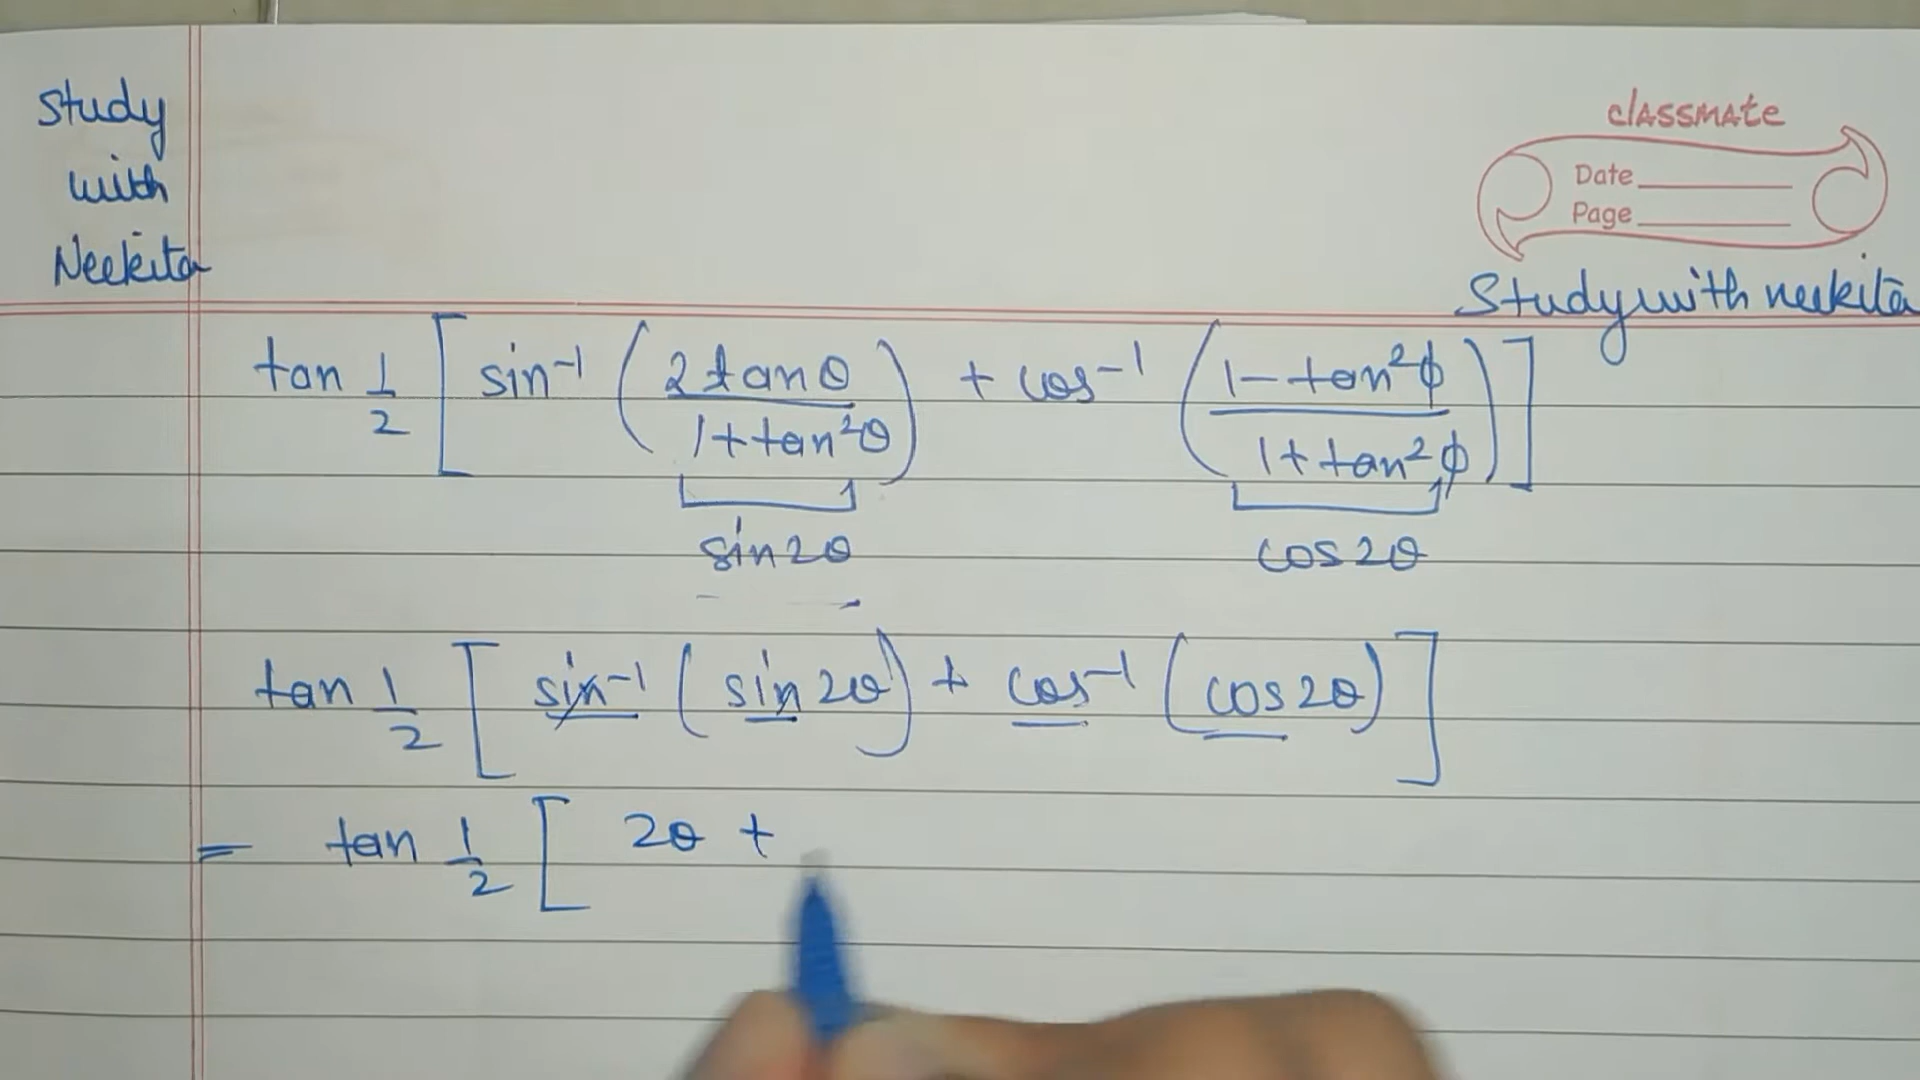 study
with
Neekita
classmate
Date
Page
Studywith neekita
tan 1/2 [ sin⁻¹ ( 2tanθ / 1+tan²θ ) + cos⁻¹ ( 1-tan²ϕ / 1+tan²ϕ ) ]
sin2θ cos2θ
tan 1/2 [ sin⁻¹ ( sin2θ ) + cos⁻¹ ( cos2θ ) ]
= tan 1/2 [ 2θ +